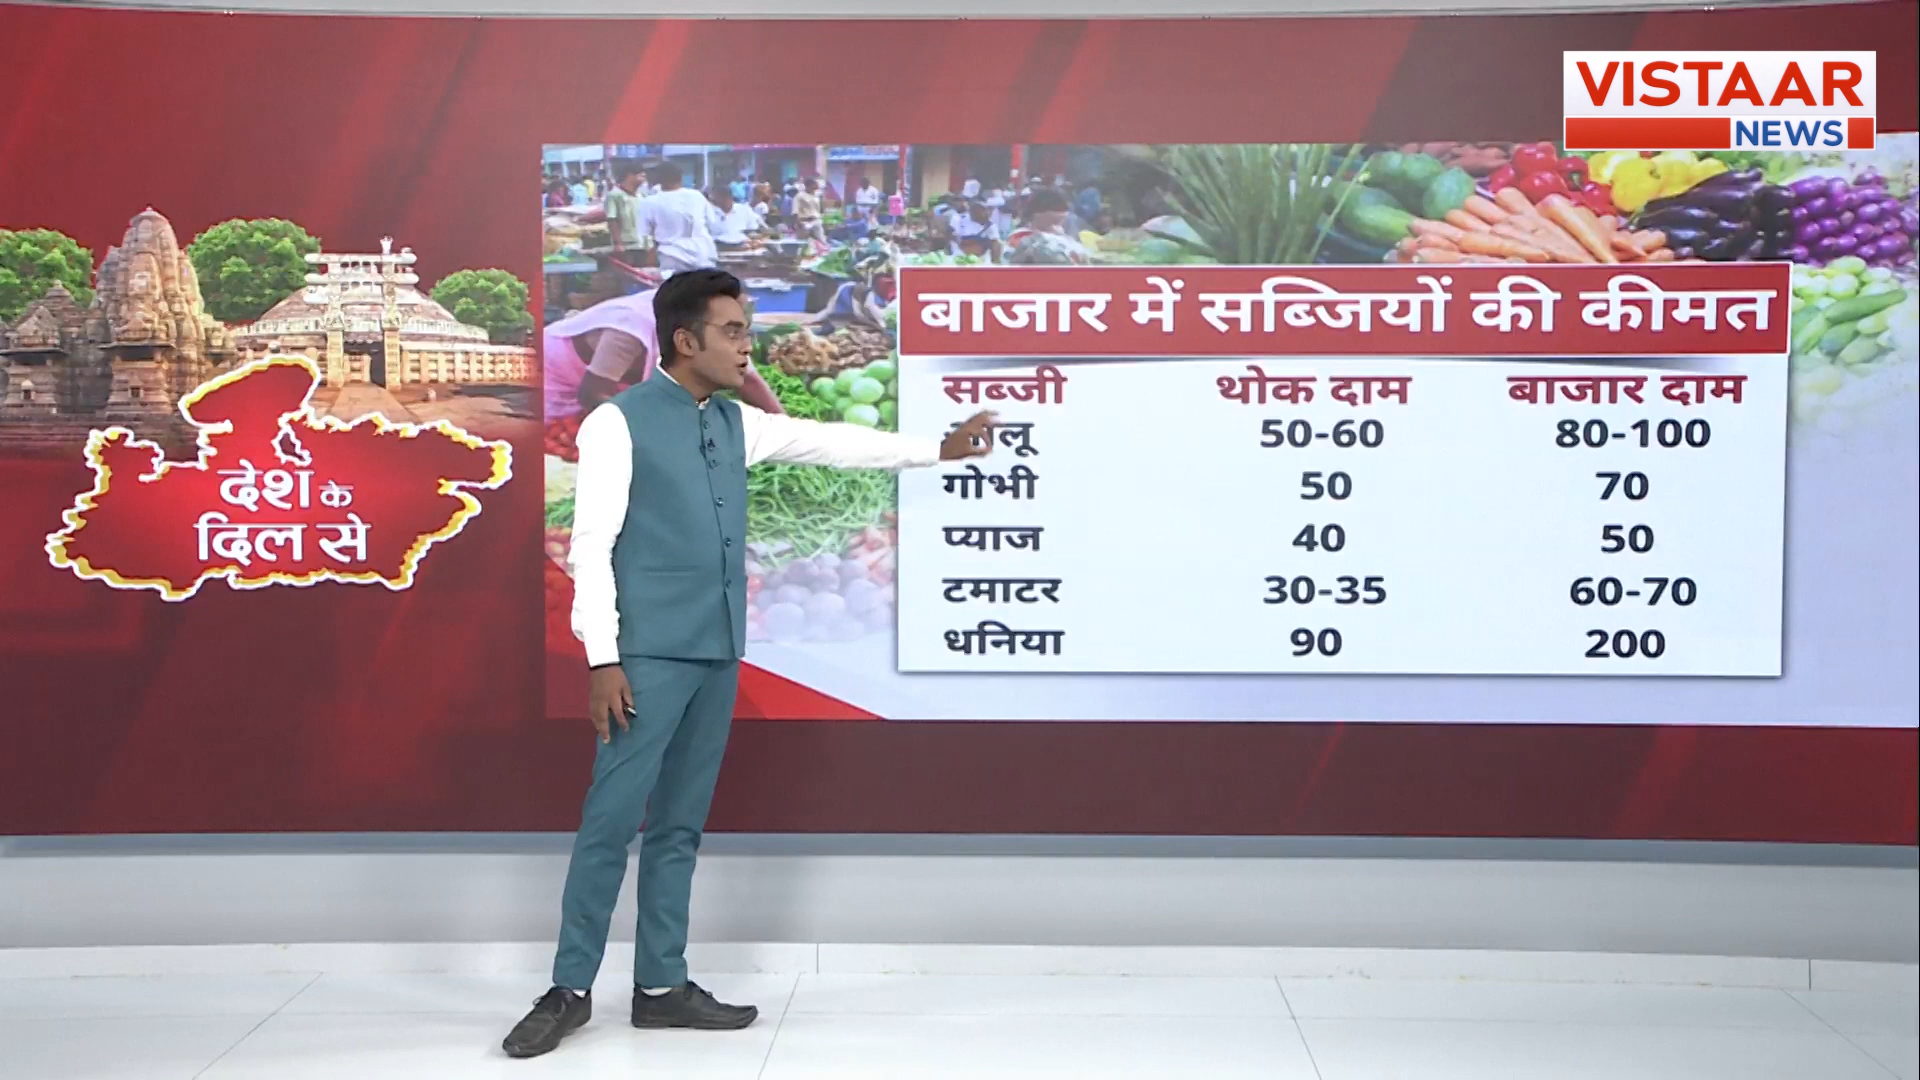 VISTAAR
NEWS
देश के
दिल से
बाजार में सब्जियों की कीमत
सब्जी थोक दाम बाजार दाम
50-60 80-100
गोभी 50 70
प्याज 40 50
टमाटर 30-35 60-70
धनिया 90 200